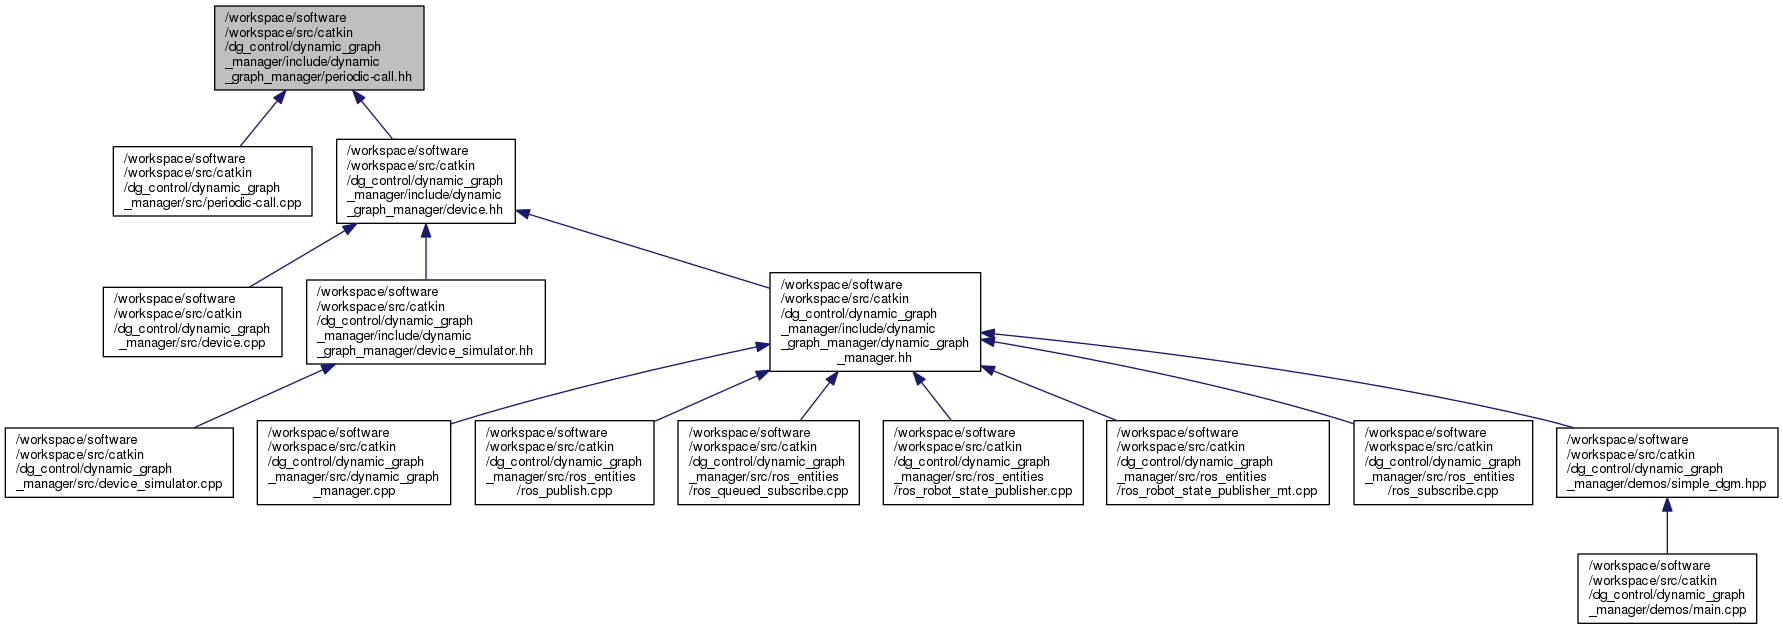 /workspace/software
/workspace/src/catkin
/dg_control/dynamic_graph
_manager/include/dynamic
_graph_manager/periodic-call.hh
/workspace/software
/workspace/src/catkin
/dg_control/dynamic_graph
_manager/src/periodic-call.cpp
/workspace/software
/workspace/src/catkin
/dg_control/dynamic_graph
_manager/include/dynamic
_graph_manager/device.hh
/workspace/software
/workspace/src/catkin
/dg_control/dynamic_graph
_manager/src/device.cpp
/workspace/software
/workspace/src/catkin
/dg_control/dynamic_graph
_manager/include/dynamic
_graph_manager/device_simulator.hh
/workspace/software
/workspace/src/catkin
/dg_control/dynamic_graph
_manager/include/dynamic
_graph_manager/dynamic_graph
_manager.hh
/workspace/software
/workspace/src/catkin
/dg_control/dynamic_graph
_manager/src/device_simulator.cpp
/workspace/software
/workspace/src/catkin
/dg_control/dynamic_graph
_manager/src/dynamic_graph
_manager.cpp
/workspace/software
/workspace/src/catkin
/dg_control/dynamic_graph
_manager/src/ros_entities
/ros_publish.cpp
/workspace/software
/workspace/src/catkin
/dg_control/dynamic_graph
_manager/src/ros_entities
/ros_queued_subscribe.cpp
/workspace/software
/workspace/src/catkin
/dg_control/dynamic_graph
_manager/src/ros_entities
/ros_robot_state_publisher.cpp
/workspace/software
/workspace/src/catkin
/dg_control/dynamic_graph
_manager/src/ros_entities
/ros_robot_state_publisher_mt.cpp
/workspace/software
/workspace/src/catkin
/dg_control/dynamic_graph
_manager/src/ros_entities
/ros_subscribe.cpp
/workspace/software
/workspace/src/catkin
/dg_control/dynamic_graph
_manager/demos/simple_dgm.hpp
/workspace/software
/workspace/src/catkin
/dg_control/dynamic_graph
_manager/demos/main.cpp